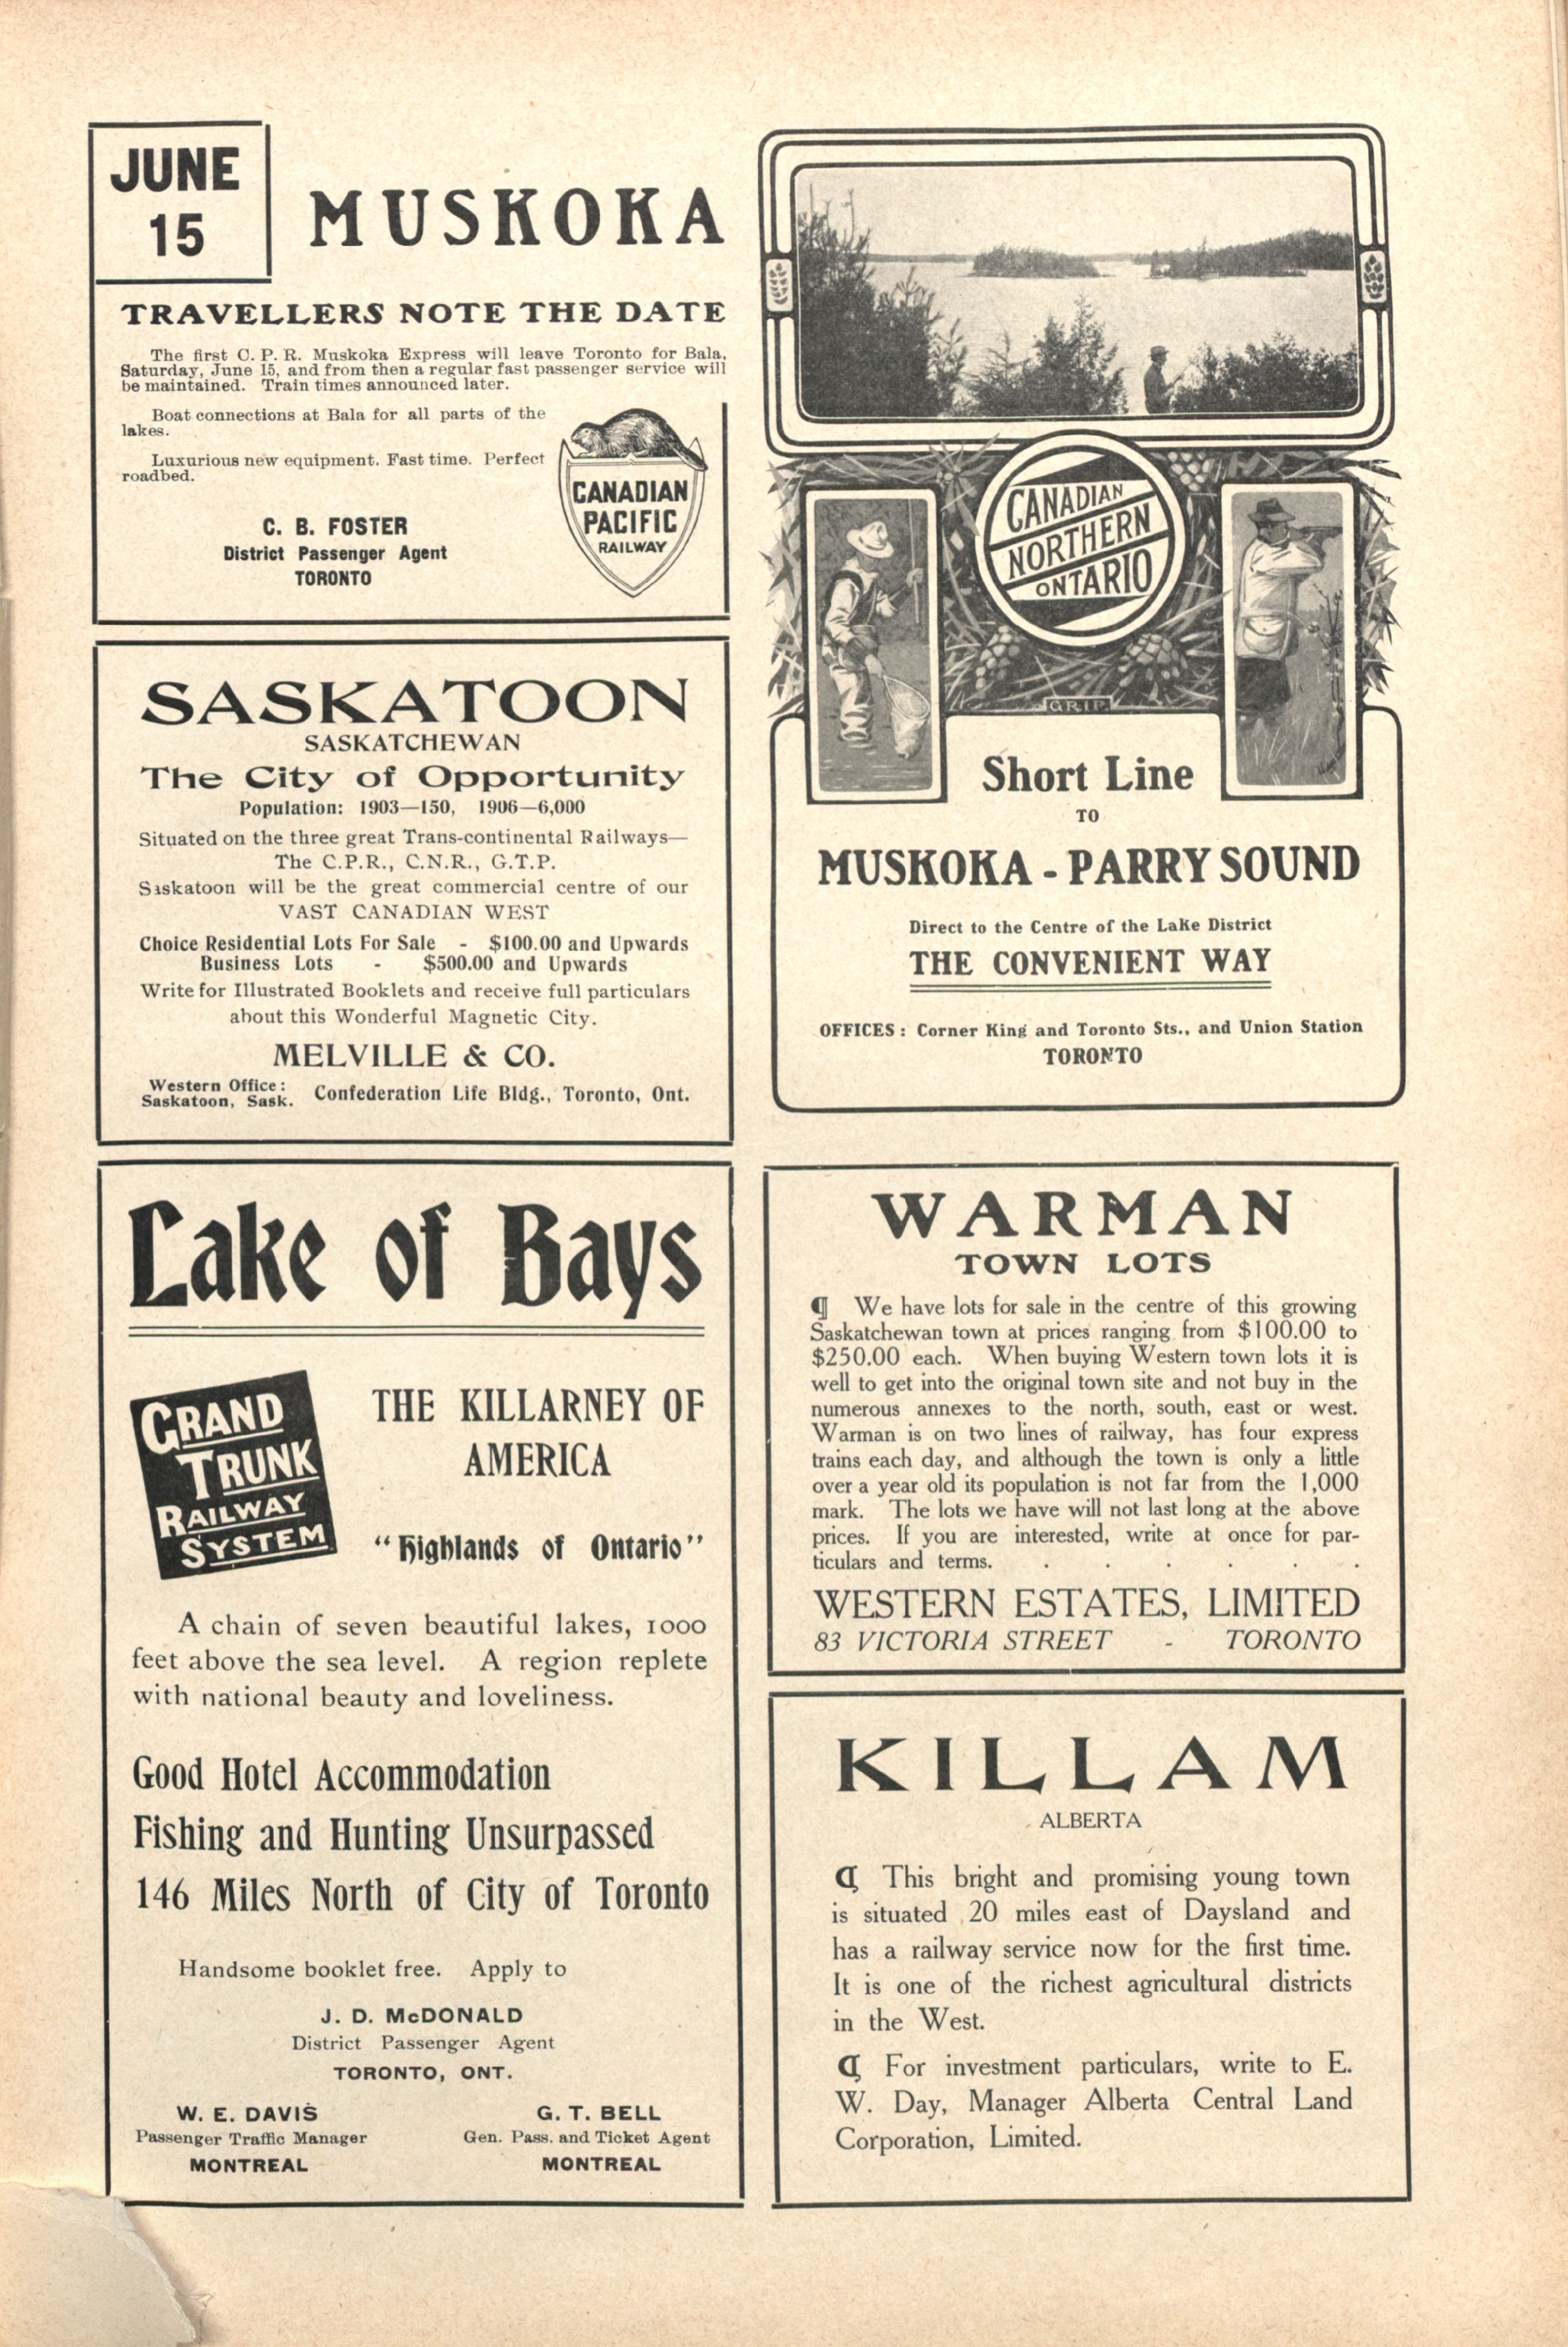 JUNE
15
MUSKOKA
TRAVELLERS NOTE THE DATE
The first C. P. R. Muskoka Express will leave Toronto for Bala,
Saturday, June 15, and from then a regular fast passenger service will
be maintained. Train times announced later.
Boat connections at Bala for all parts of the
lakes.
Luxurious new equipment. Fast time. Perfect
roadbed.
C. B. FOSTER
District Passenger Agent
TORONTO
CANADIAN
PACIFIC
RAILWAY
SASKATOON
SASKATCHEWAN
The City of Opportunity
Population: 1903—150, 1906—6,000
Situated on the three great Trans-continental Railways—
The C.P.R., C.N.R., G.T.P.
Saskatoon will be the great commercial centre of our
VAST CANADIAN WEST
Choice Residential Lots For Sale - $100.00 and Upwards
Business Lots - $500.00 and Upwards
Write for Illustrated Booklets and receive full particulars
about this Wonderful Magnetic City.
MELVILLE & CO.
Western Office:
Saskatoon, Sask.
Confederation Life Bldg., Toronto, Ont.
Lake of Bays
GRAND
TRUNK
RAILWAY
SYSTEM
THE KILLARNEY OF
AMERICA
"Highlands of Ontario"
A chain of seven beautiful lakes, 1000
feet above the sea level. A region replete
with national beauty and loveliness.
Good Hotel Accommodation
Fishing and Hunting Unsurpassed
146 Miles North of City of Toronto
Handsome booklet free. Apply to
J. D. McDONALD
District Passenger Agent
TORONTO, ONT.
W. E. DAVIS
Passenger Traffic Manager
MONTREAL
G. T. BELL
Gen. Pass. and Ticket Agent
MONTREAL
CANADIAN
NORTHERN
ONTARIO
GRIP.
Short Line
TO
MUSKOKA - PARRY SOUND
Direct to the Centre of the Lake District
THE CONVENIENT WAY
OFFICES: Corner King and Toronto Sts., and Union Station
TORONTO
WARMAN
TOWN LOTS
¶ We have lots for sale in the centre of this growing
Saskatchewan town at prices ranging from $100.00 to
$250.00 each. When buying Western town lots it is
well to get into the original town site and not buy in the
numerous annexes to the north, south, east or west.
Warman is on two lines of railway, has four express
trains each day, and although the town is only a little
over a year old its population is not far from the 1,000
mark. The lots we have will not last long at the above
prices. If you are interested, write at once for par-
ticulars and terms. . . . . . .
WESTERN ESTATES, LIMITED
83 VICTORIA STREET - TORONTO
KILLAM
ALBERTA
¶ This bright and promising young town
is situated 20 miles east of Daysland and
has a railway service now for the first time.
It is one of the richest agricultural districts
in the West.
¶ For investment particulars, write to E.
W. Day, Manager Alberta Central Land
Corporation, Limited.